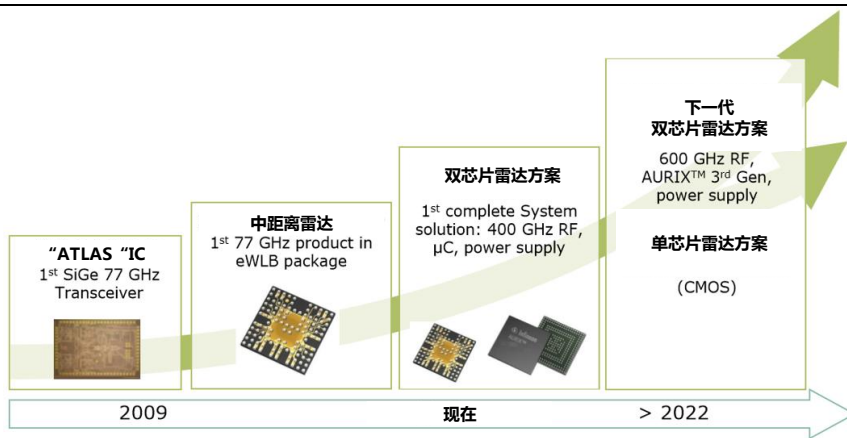 “ATLAS “IC
1st SiGe 77 GHz
Transceiver
中距离雷达
1st 77 GHz product in
eWLB package
双芯片雷达方案
1st complete System
solution: 400 GHz RF,
µC, power supply
infineon
下一代
双芯片雷达方案
600 GHz RF,
AURIX™ 3rd Gen,
power supply
单芯片雷达方案
(CMOS)
2009
现在
> 2022